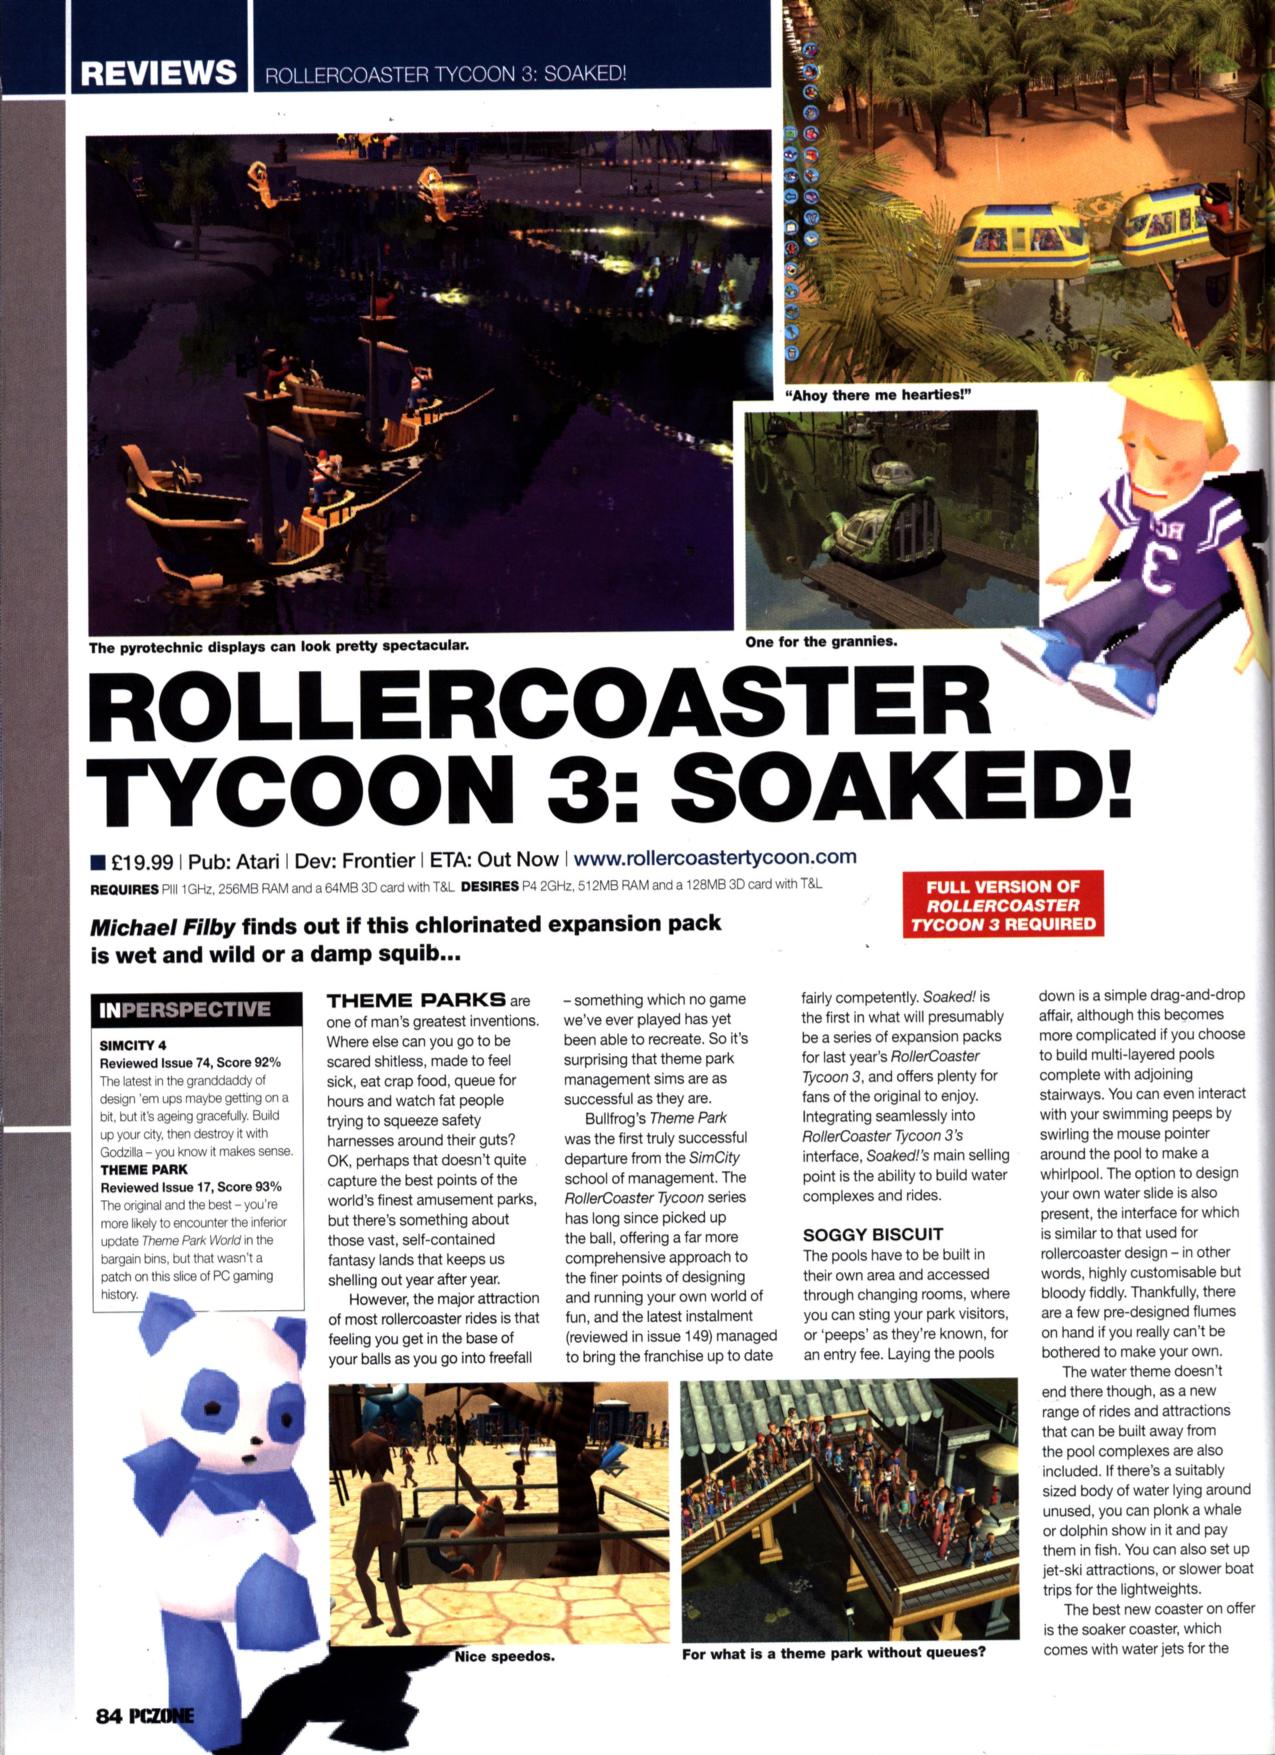 REVIEWS
ROLLERCOASTER TYCOON 3: SOAKED!
"Ahoy there me hearties!"
The pyrotechnic displays can look pretty spectacular.
One for the grannies.
ROLLERCOASTER
TYCOON 3: SOAKED!
£19.99 | Pub: Atari | Dev: Frontier | ETA: Out Now | www.rollercoastertycoon.com
REQUIRES PIII 1GHz, 256MB RAM and a 64MB 3D card with T&L DESIRES P4 2GHz, 512MB RAM and a 128MB 3D card with T&L
FULL VERSION OF
ROLLERCOASTER
TYCOON 3 REQUIRED
Michael Filby finds out if this chlorinated expansion pack
is wet and wild or a damp squib...
INPERSPECTIVE
SIMCITY 4
Reviewed Issue 74, Score 92%
The latest in the granddaddy of
design 'em ups maybe getting on a
bit, but it's ageing gracefully. Build
up your city, then destroy it with
Godzilla – you know it makes sense.
THEME PARK
Reviewed Issue 17, Score 93%
The original and the best – you're
more likely to encounter the inferior
update Theme Park World in the
bargain bins, but that wasn't a
patch on this slice of PC gaming
history.
THEME PARKS are
one of man's greatest inventions.
Where else can you go to be
scared shitless, made to feel
sick, eat crap food, queue for
hours and watch fat people
trying to squeeze safety
harnesses around their guts?
OK, perhaps that doesn't quite
capture the best points of the
world's finest amusement parks,
but there's something about
those vast, self-contained
fantasy lands that keeps us
shelling out year after year.
However, the major attraction
of most rollercoaster rides is that
feeling you get in the base of
your balls as you go into freefall
– something which no game
we've ever played has yet
been able to recreate. So it's
surprising that theme park
management sims are as
successful as they are.
Bullfrog's Theme Park
was the first truly successful
departure from the SimCity
school of management. The
RollerCoaster Tycoon series
has long since picked up
the ball, offering a far more
comprehensive approach to
the finer points of designing
and running your own world of
fun, and the latest instalment
(reviewed in issue 149) managed
to bring the franchise up to date
fairly competently. Soaked! is
the first in what will presumably
be a series of expansion packs
for last year's RollerCoaster
Tycoon 3, and offers plenty for
fans of the original to enjoy.
Integrating seamlessly into
RollerCoaster Tycoon 3's
interface, Soaked!'s main selling
point is the ability to build water
complexes and rides.
SOGGY BISCUIT
The pools have to be built in
their own area and accessed
through changing rooms, where
you can sting your park visitors,
or 'peeps' as they're known, for
an entry fee. Laying the pools
down is a simple drag-and-drop
affair, although this becomes
more complicated if you choose
to build multi-layered pools
complete with adjoining
stairways. You can even interact
with your swimming peeps by
swirling the mouse pointer
around the pool to make a
whirlpool. The option to design
your own water slide is also
present, the interface for which
is similar to that used for
rollercoaster design – in other
words, highly customisable but
bloody fiddly. Thankfully, there
are a few pre-designed flumes
on hand if you really can't be
bothered to make your own.
The water theme doesn't
end there though, as a new
range of rides and attractions
that can be built away from
the pool complexes are also
included. If there's a suitably
sized body of water lying around
unused, you can plonk a whale
or dolphin show in it and pay
them in fish. You can also set up
jet-ski attractions, or slower boat
trips for the lightweights.
The best new coaster on offer
is the soaker coaster, which
comes with water jets for the
Nice speedos.
For what is a theme park without queues?
84 PCZONE